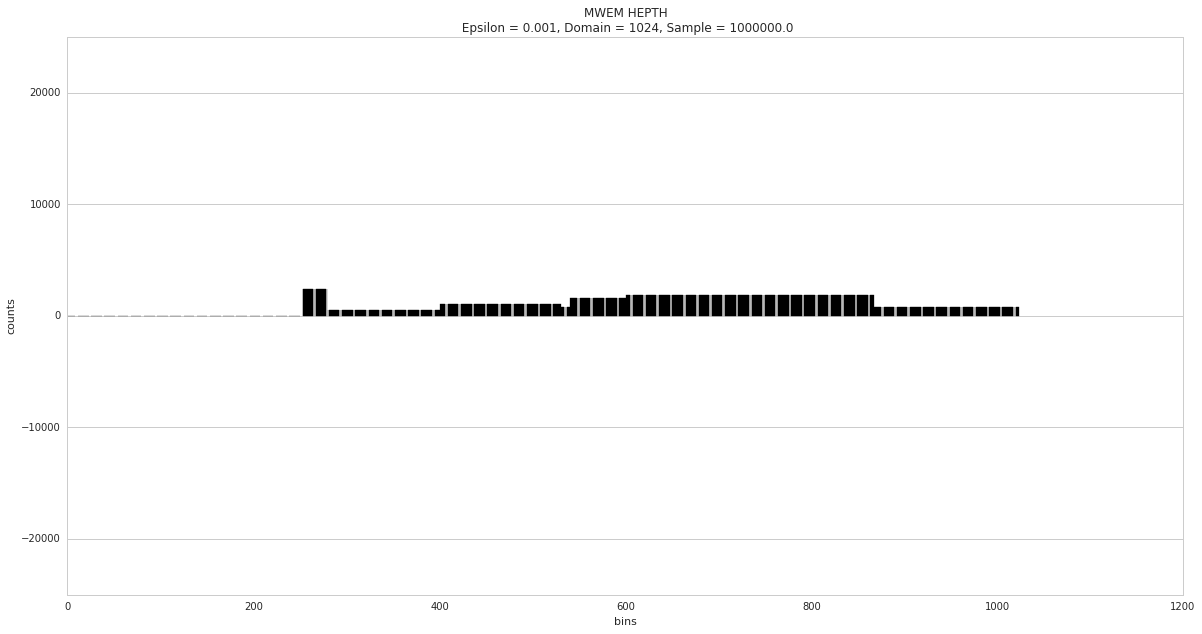 MWEM HEPTH
Epsilon = 0.001, Domain = 1024, Sample = 1000000.0
counts
20000
10000
0
−10000
−20000
0 200 400 600 800 1000 1200
bins